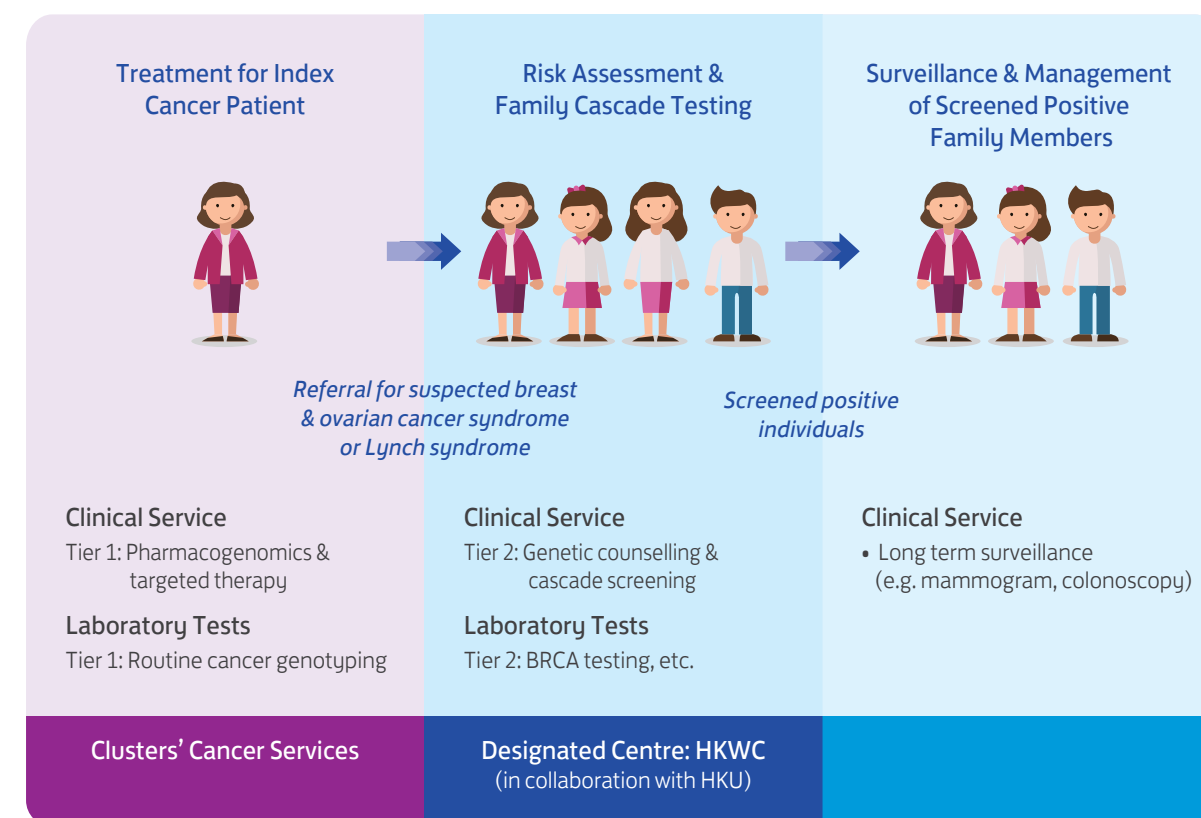 Treatment for Index
Cancer Patient
Risk Assessment &
Family Cascade Testing
Surveillance & Management
of Screened Positive
Family Members
Referral for suspected breast
& ovarian cancer syndrome
or Lynch syndrome
Screened positive
individuals
Clinical Service
Tier 1: Pharmacogenomics &
targeted therapy
Laboratory Tests
Tier 1: Routine cancer genotyping
Clinical Service
Tier 2: Genetic counselling &
cascade screening
Laboratory Tests
Tier 2: BRCA testing, etc.
Clinical Service
• Long term surveillance
(e.g. mammogram, colonoscopy)
Clusters’ Cancer Services
Designated Centre: HKWC
(in collaboration with HKU)